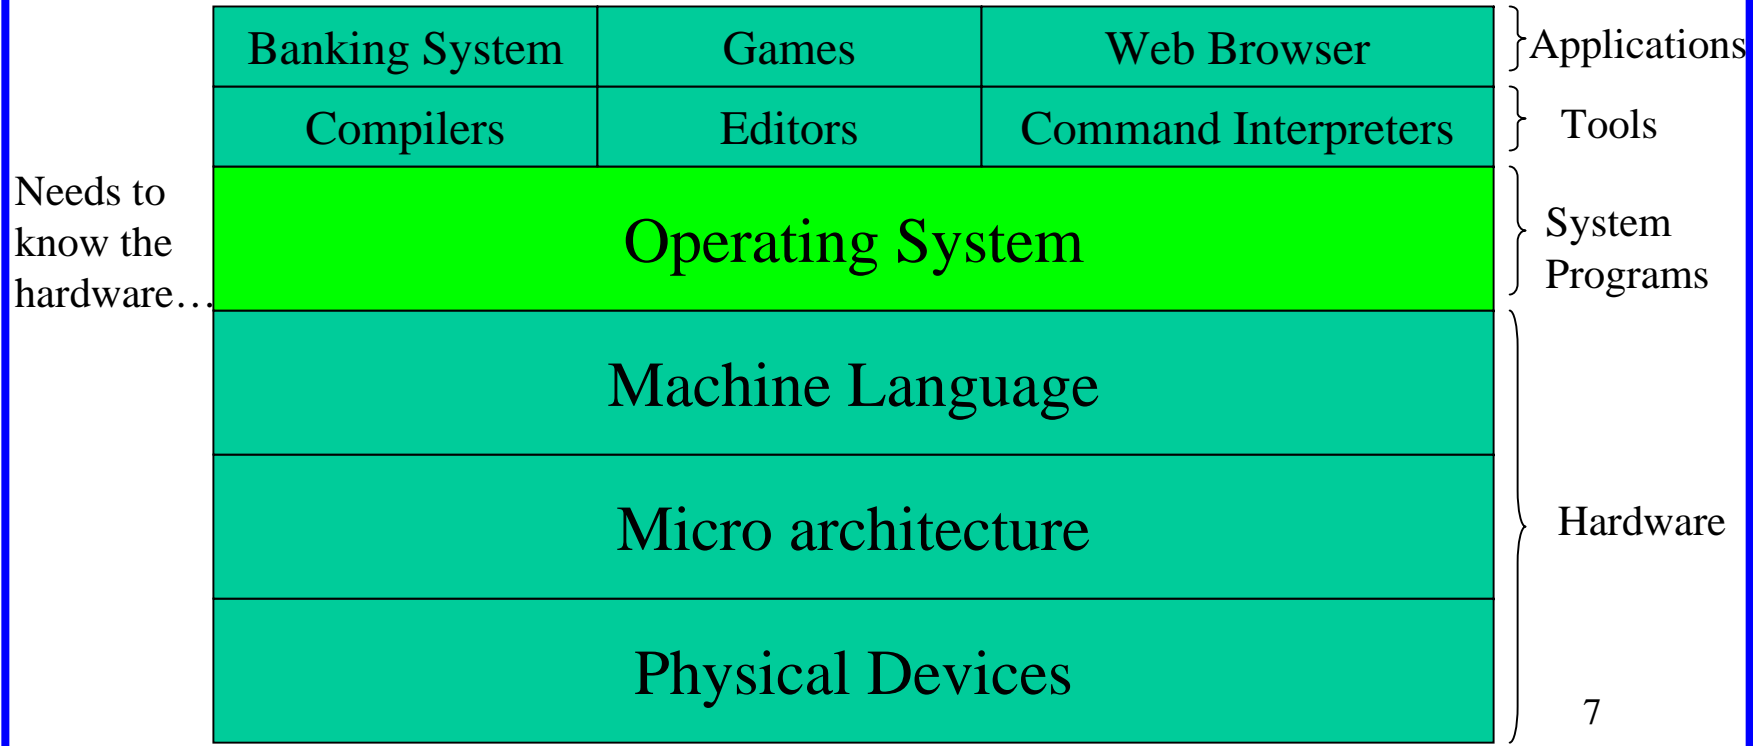 Banking System
Games
Web Browser
Applications
Compilers
Editors
Command Interpreters
Tools
Needs to
know the
hardware…
Operating System
System
Programs
Machine Language
Micro architecture
Hardware
Physical Devices
7